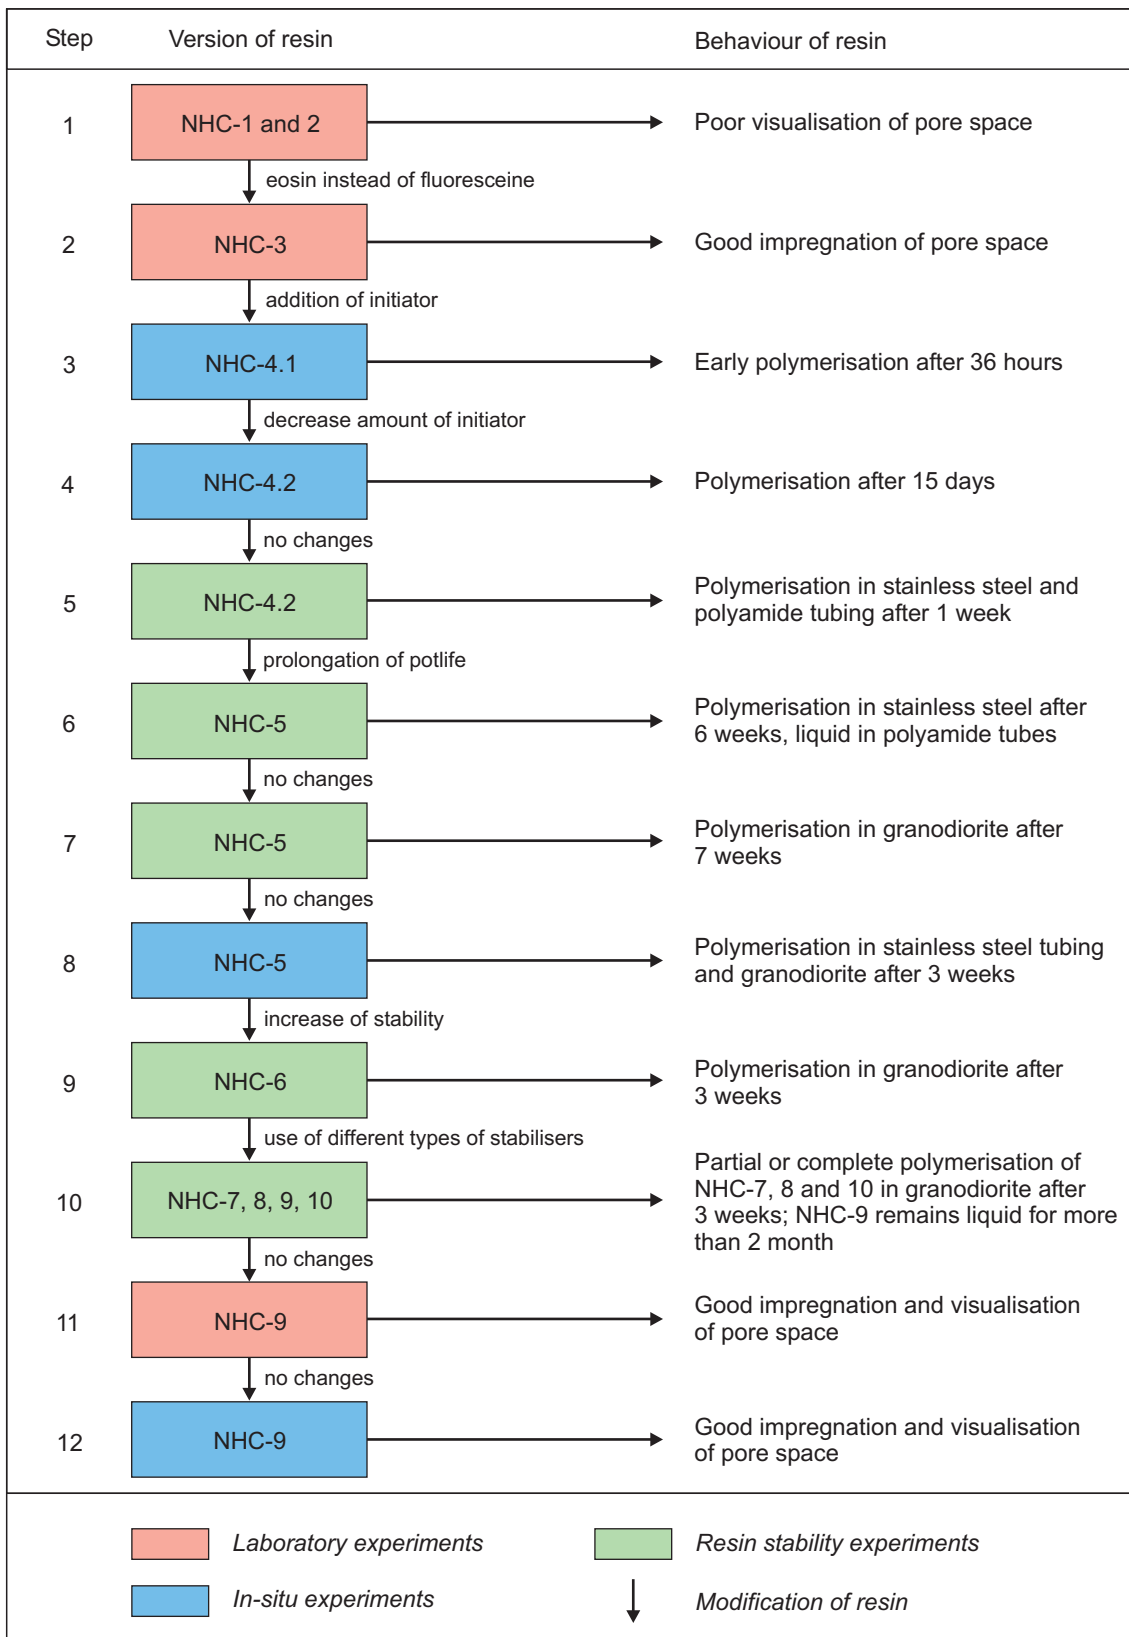 Step Version of resin Behaviour of resin
1 NHC-1 and 2 Poor visualisation of pore space
eosin instead of fluoresceine
2 NHC-3 Good impregnation of pore space
addition of initiator
3 NHC-4.1 Early polymerisation after 36 hours
decrease amount of initiator
4 NHC-4.2 Polymerisation after 15 days
no changes
5 NHC-4.2 Polymerisation in stainless steel and
polyamide tubing after 1 week
prolongation of potlife
6 NHC-5 Polymerisation in stainless steel after
6 weeks, liquid in polyamide tubes
no changes
7 NHC-5 Polymerisation in granodiorite after
7 weeks
no changes
8 NHC-5 Polymerisation in stainless steel tubing
and granodiorite after 3 weeks
increase of stability
9 NHC-6 Polymerisation in granodiorite after
3 weeks
use of different types of stabilisers
10 NHC-7, 8, 9, 10 Partial or complete polymerisation of
NHC-7, 8 and 10 in granodiorite after
3 weeks; NHC-9 remains liquid for more
than 2 month
no changes
11 NHC-9 Good impregnation and visualisation
of pore space
no changes
12 NHC-9 Good impregnation and visualisation
of pore space
Laboratory experiments Resin stability experiments
In-situ experiments Modification of resin